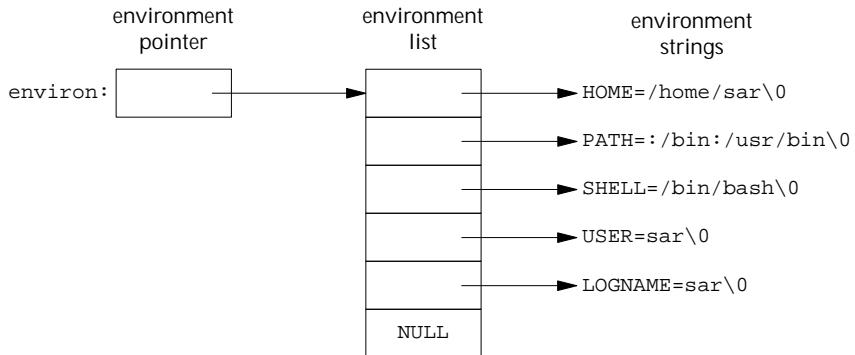 environment
pointer
environment
list
environment
strings
environ:
HOME=/home/sar\0
PATH=:/bin:/usr/bin\0
SHELL=/bin/bash\0
USER=sar\0
LOGNAME=sar\0
NULL